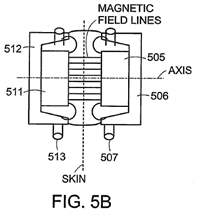 MAGNETIC
FIELD LINES
512
505
AXIS
511
506
513
507
SKIN
FIG. 5B